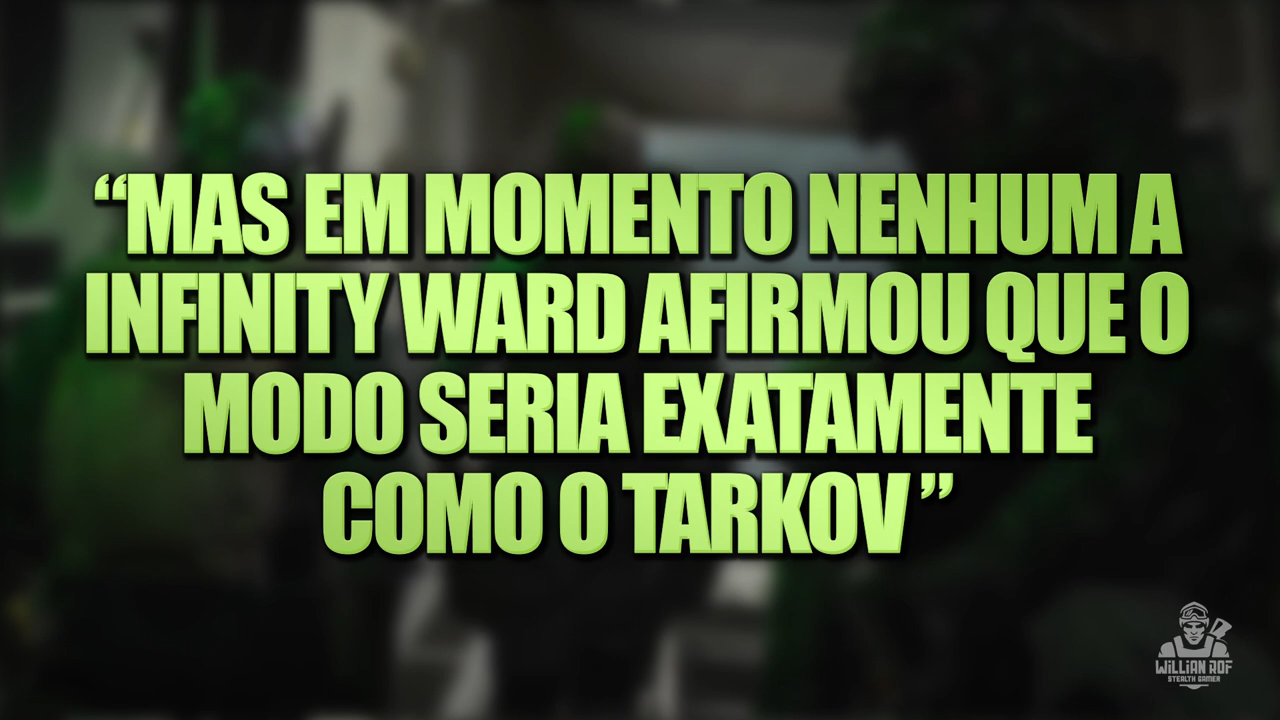 “MAS EM MOMENTO NENHUM A
INFINITY WARD AFIRMOU QUE O
MODO SERIA EXATAMENTE
COMO O TARKOV”
WILLIAN ROF
STEALTH GAMER